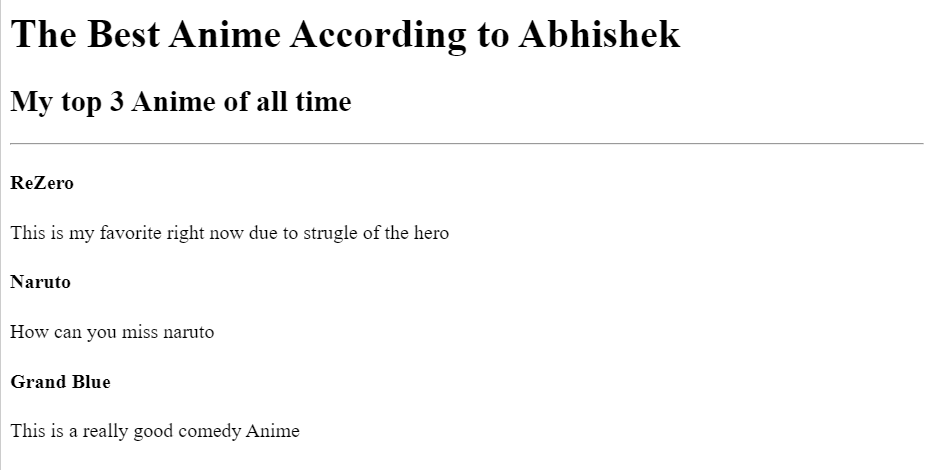 The Best Anime According to Abhishek
My top 3 Anime of all time
ReZero
This is my favorite right now due to strugle of the hero
Naruto
How can you miss naruto
Grand Blue
This is a really good comedy Anime